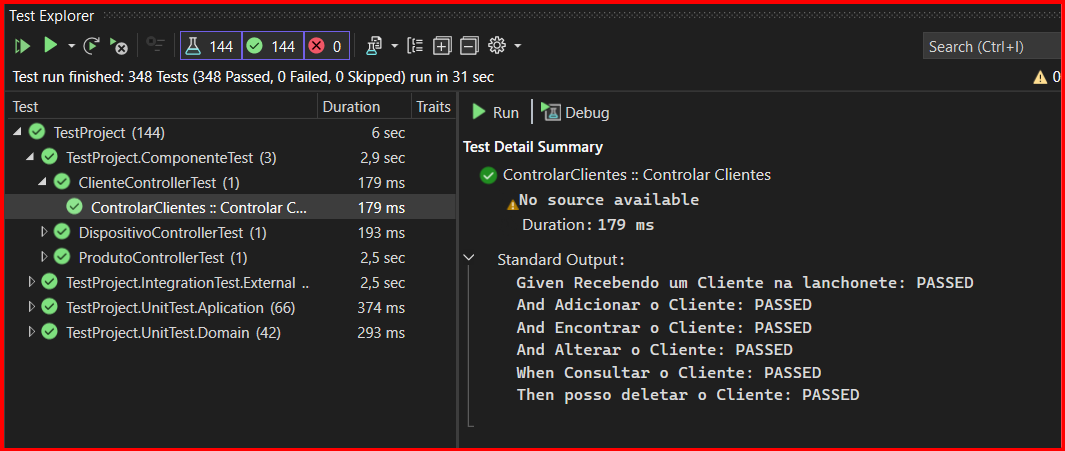 Test Explorer
144 144 0
Search (Ctrl+I)
Test run finished: 348 Tests (348 Passed, 0 Failed, 0 Skipped) run in 31 sec
0
Test Duration Traits
TestProject (144) 6 sec
TestProject.ComponenteTest (3) 2,9 sec
ClienteControllerTest (1) 179 ms
ControlarClientes :: Controlar C... 179 ms
DispositivoControllerTest (1) 193 ms
ProdutoControllerTest (1) 2,5 sec
TestProject.IntegrationTest.External .. 2,5 sec
TestProject.UnitTest.Aplication (66) 374 ms
TestProject.UnitTest.Domain (42) 293 ms
Run Debug
Test Detail Summary
ControlarClientes :: Controlar Clientes
No source available
Duration: 179 ms
Standard Output:
Given Recebendo um Cliente na lanchonete: PASSED
And Adicionar o Cliente: PASSED
And Encontrar o Cliente: PASSED
And Alterar o Cliente: PASSED
When Consultar o Cliente: PASSED
Then posso deletar o Cliente: PASSED